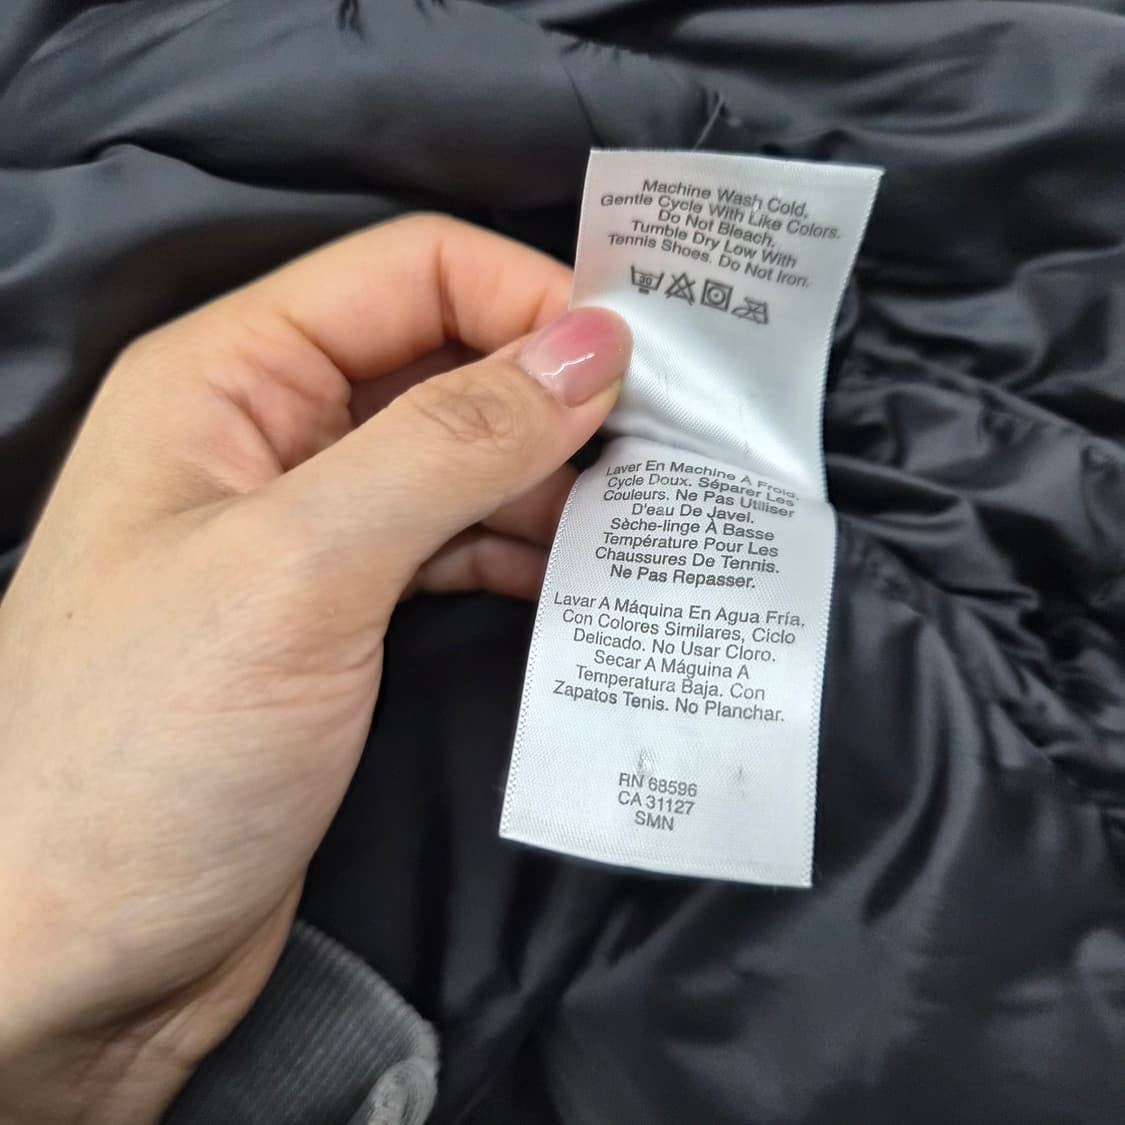 Machine Wash Cold,
Gentle Cycle With Like Colors.
Do Not Bleach.
Tumble Dry Low With
Tennis Shoes. Do Not Iron.
30
Laver En Machine A Froid.
Cycle Doux. Séparer Les
Couleurs. Ne Pas Utiliser
D'eau De Javel.
Sèche-linge À Basse
Température Pour Les
Chaussures De Tennis.
Ne Pas Repasser.
Lavar A Máquina En Agua Fría,
Con Colores Similares, Ciclo
Delicado. No Usar Cloro.
Secar A Máguina A
Temperatura Baja. Con
Zapatos Tenis. No Planchar.
RN 68596
CA 31127
SMN